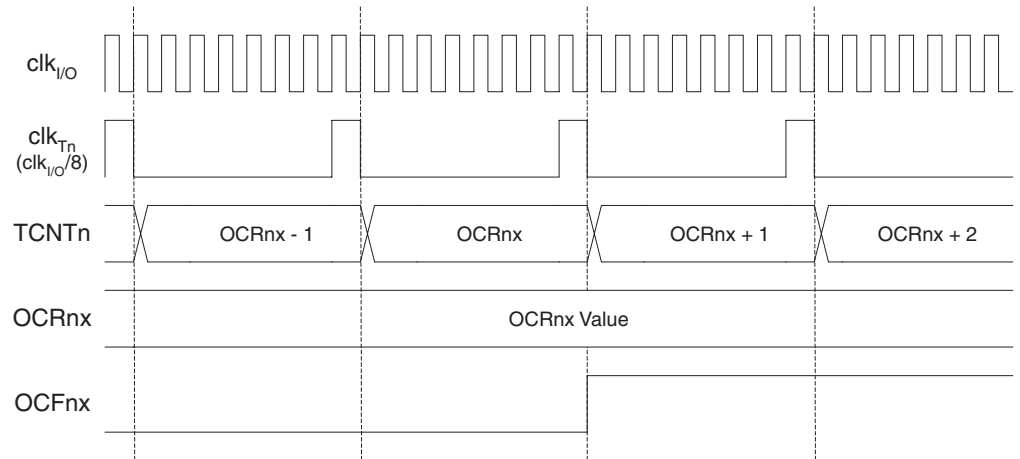 clkI/O
clkTn
(clkI/O/8)
TCNTn
OCRnx - 1
OCRnx
OCRnx + 1
OCRnx + 2
OCRnx
OCRnx Value
OCFnx